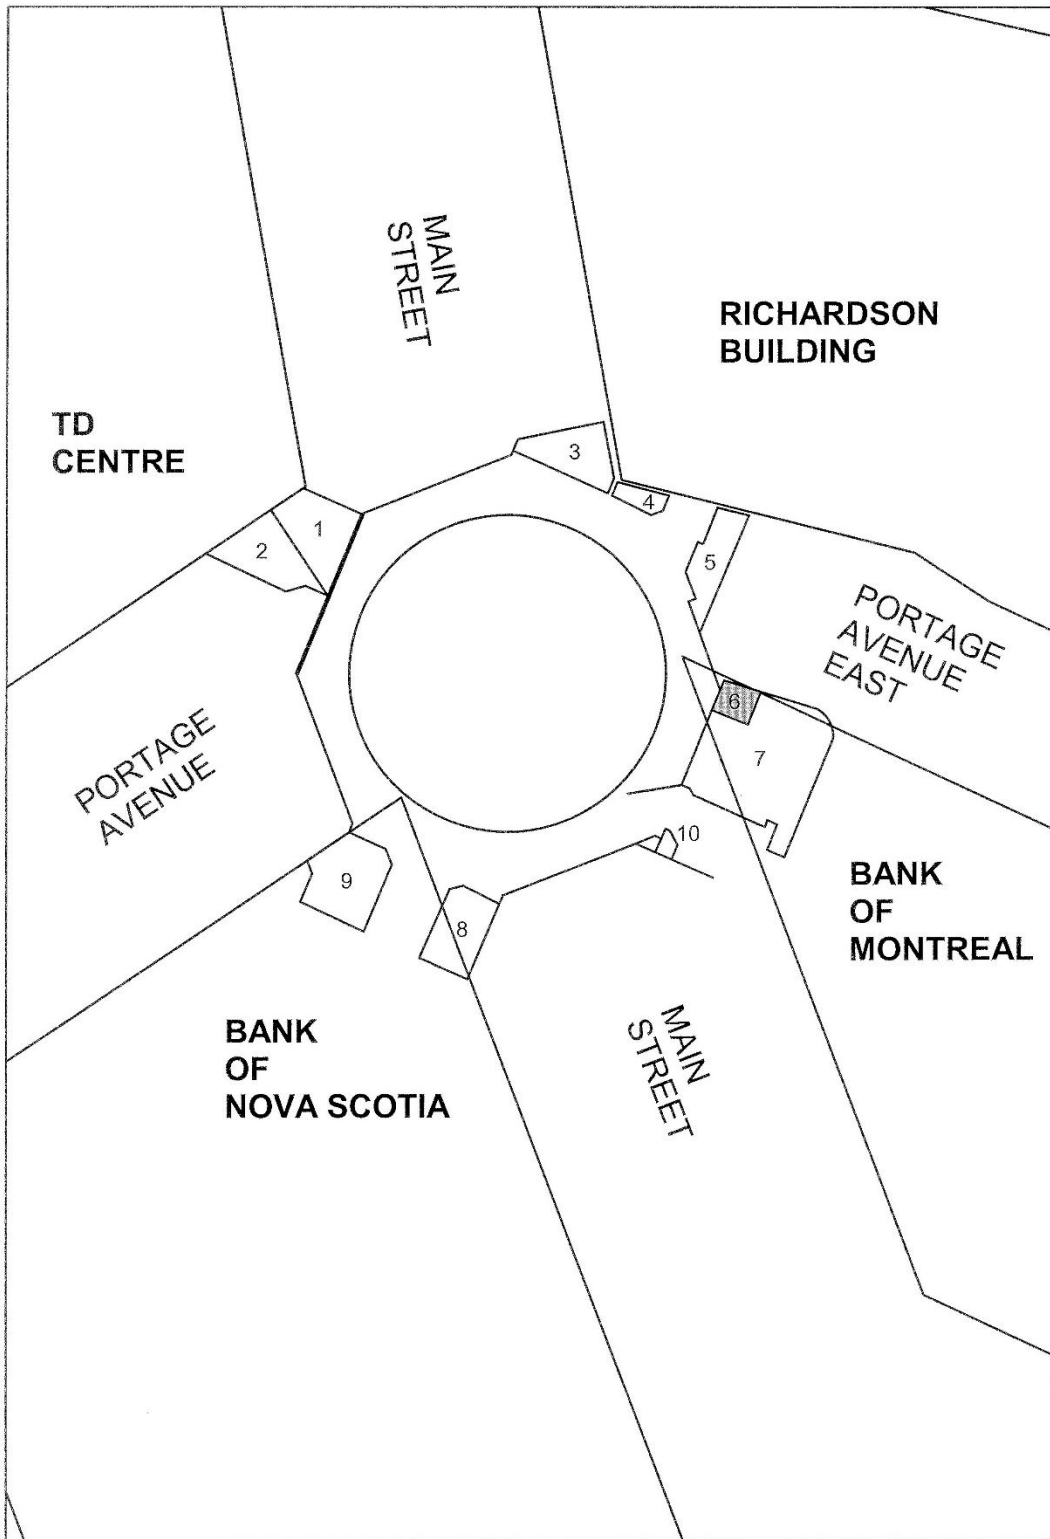 MAIN
STREET
RICHARDSON
BUILDING
TD
CENTRE
3
4
1
2
5
PORTAGE
AVENUE
EAST
6
7
PORTAGE
AVENUE
10
9
8
BANK
OF
MONTREAL
BANK
OF
NOVA SCOTIA
MAIN
STREET